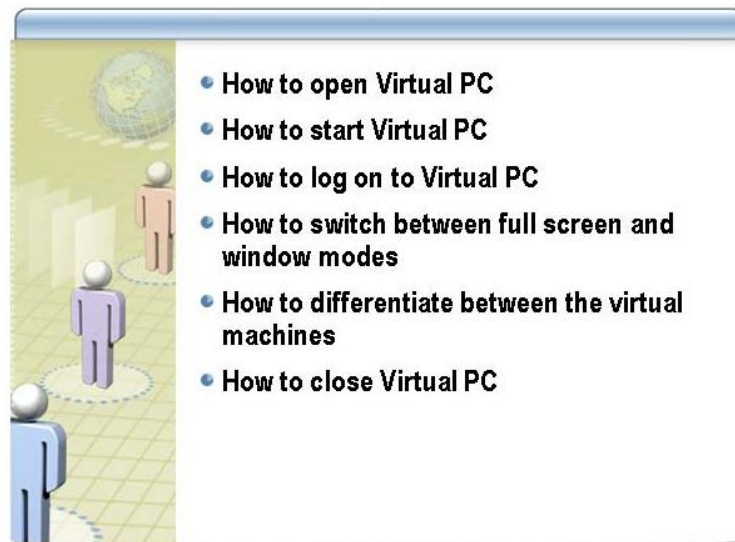 How to open Virtual PC
How to start Virtual PC
How to log on to Virtual PC
How to switch between full screen and
window modes
How to differentiate between the virtual
machines
How to close Virtual PC